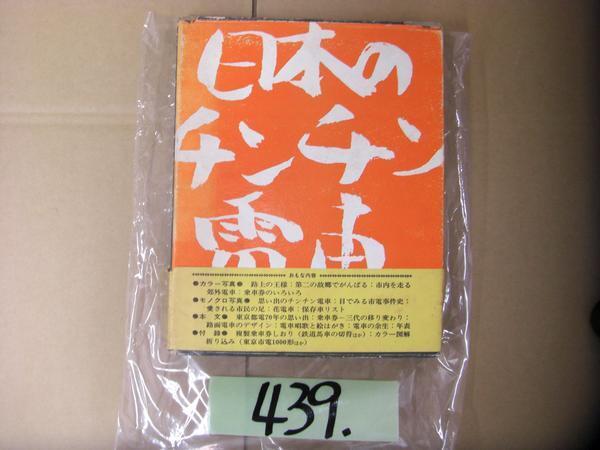 日本の
チンチン
電車
おもな内容
●カラー写真● 路上の王様：第二の故郷でがんばる：市内を走る
郊外電車：乗車券のいろいろ
●モノクロ写真● 思い出のチンチン電車：目でみる市電事件史：
愛される市民の足：花電車：保存車リスト
●本 文● 東京都電70年の思い出：乗車券―三代の移り変わり：
路面電車のデザイン：電車唱歌と絵はがき：電車の余生：年表
●付 録● 複製乗車券しおり（鉄道馬車の切符ほか）：カラー図解
折り込み（東京市電1000形ほか）
439.